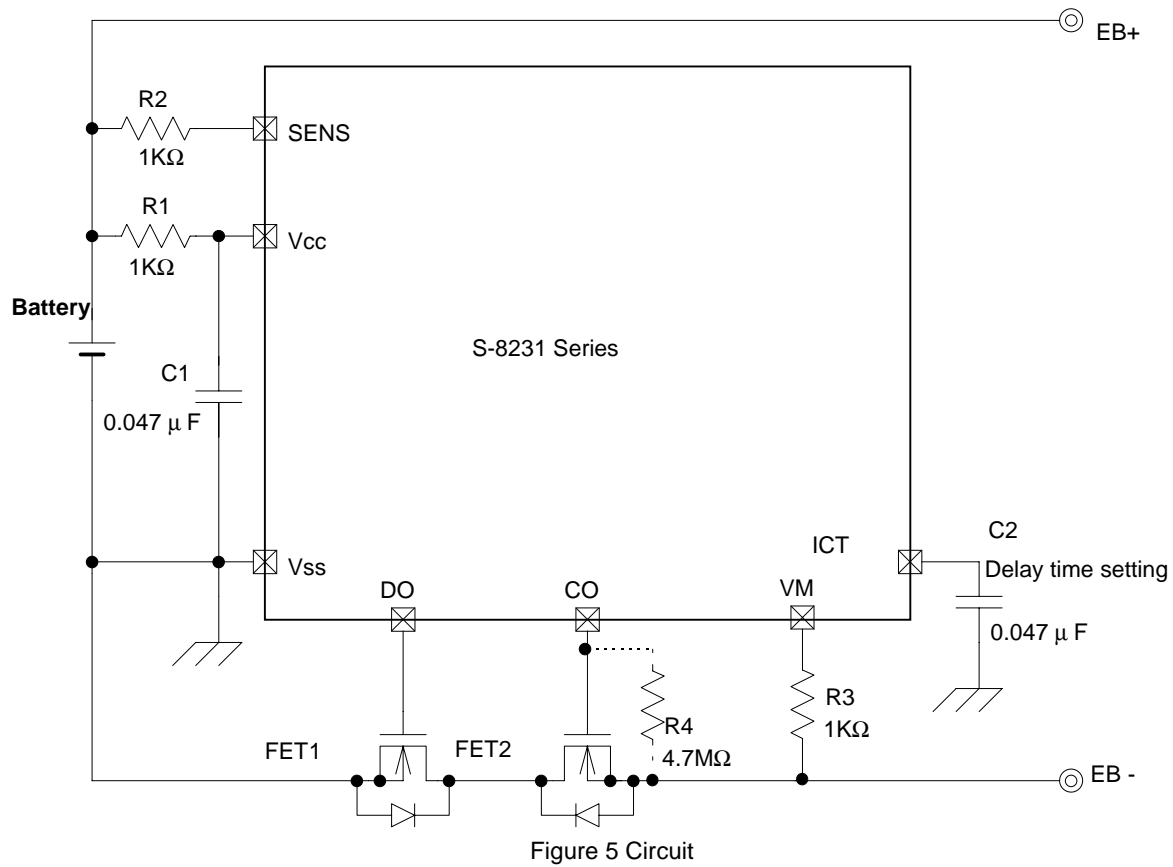 EB+
R2
SENS
1KΩ
R1
Vcc
1KΩ
Battery
S-8231 Series
C1
0.047 μ F
C2
ICT
Vss
Delay time setting
DO
CO
VM
0.047 μ F
R3
R4
1KΩ
FET1
FET2
4.7MΩ
EB -
Figure 5 Circuit